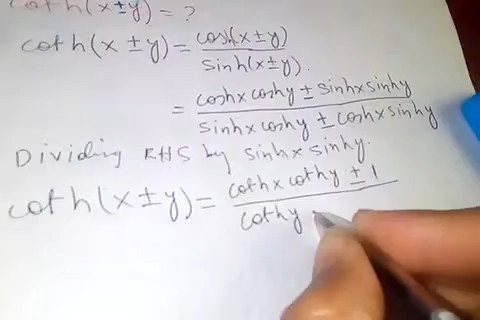 coth(x±y) = ?
coth(x±y) = cosh(x±y)
sinh(x±y).
= coshx coshy ± sinhx sinhy
sinhx coshy ± coshx sinhy
Dividing RHS by sinhx sinhy.
coth(x±y) = cothx cothy ± 1
cothy